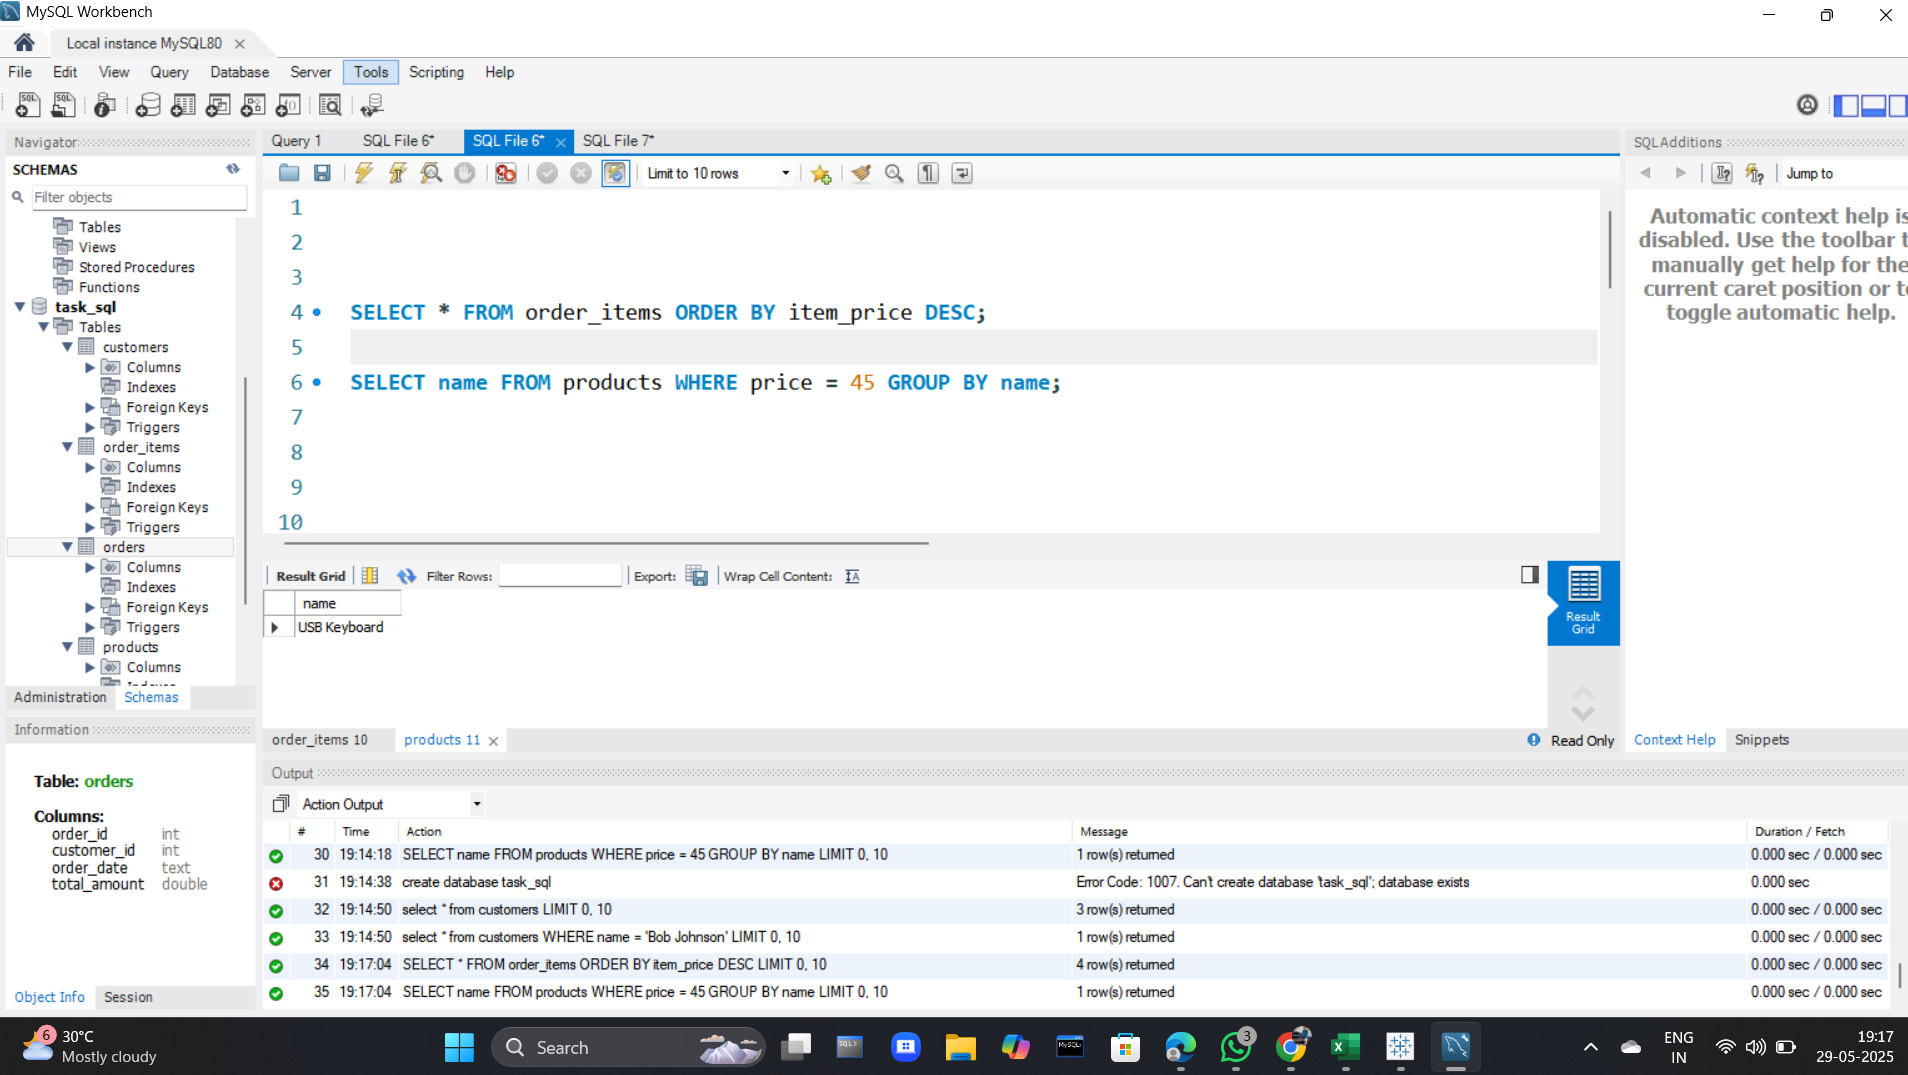 MySQL Workbench
Local instance MySQL80
File Edit View Query Database Server Tools Scripting Help
Navigator
SCHEMAS
Filter objects
Tables
Views
Stored Procedures
Functions
task_sql
Tables
customers
Columns
Indexes
Foreign Keys
Triggers
order_items
Columns
Indexes
Foreign Keys
Triggers
orders
Columns
Indexes
Foreign Keys
Triggers
products
Columns
Administration Schemas
Information
Table: orders
Columns:
order_id int
customer_id int
order_date text
total_amount double
Object Info Session
Query 1 SQL File 6* SQL File 6* SQL File 7*
Limit to 10 rows
1
2
3
4 SELECT * FROM order_items ORDER BY item_price DESC;
5
6 SELECT name FROM products WHERE price = 45 GROUP BY name;
7
8
9
10
Result Grid Filter Rows: Export: Wrap Cell Content:
name
USB Keyboard
Result
Grid
order_items 10 products 11 Read Only
SQLAdditions
Jump to
Automatic context help is
disabled. Use the toolbar t
manually get help for the
current caret position or to
toggle automatic help.
Context Help Snippets
Output
Action Output
# Time Action Message Duration / Fetch
30 19:14:18 SELECT name FROM products WHERE price = 45 GROUP BY name LIMIT 0, 10 1 row(s) returned 0.000 sec / 0.000 sec
31 19:14:38 create database task_sql Error Code: 1007. Can't create database 'task_sql'; database exists 0.000 sec
32 19:14:50 select * from customers LIMIT 0, 10 3 row(s) returned 0.000 sec / 0.000 sec
33 19:14:50 select * from customers WHERE name = 'Bob Johnson' LIMIT 0, 10 1 row(s) returned 0.000 sec / 0.000 sec
34 19:17:04 SELECT * FROM order_items ORDER BY item_price DESC LIMIT 0, 10 4 row(s) returned 0.000 sec / 0.000 sec
35 19:17:04 SELECT name FROM products WHERE price = 45 GROUP BY name LIMIT 0, 10 1 row(s) returned 0.000 sec / 0.000 sec
6
30°C
Mostly cloudy
Search
3
ENG
IN
19:17
29-05-2025